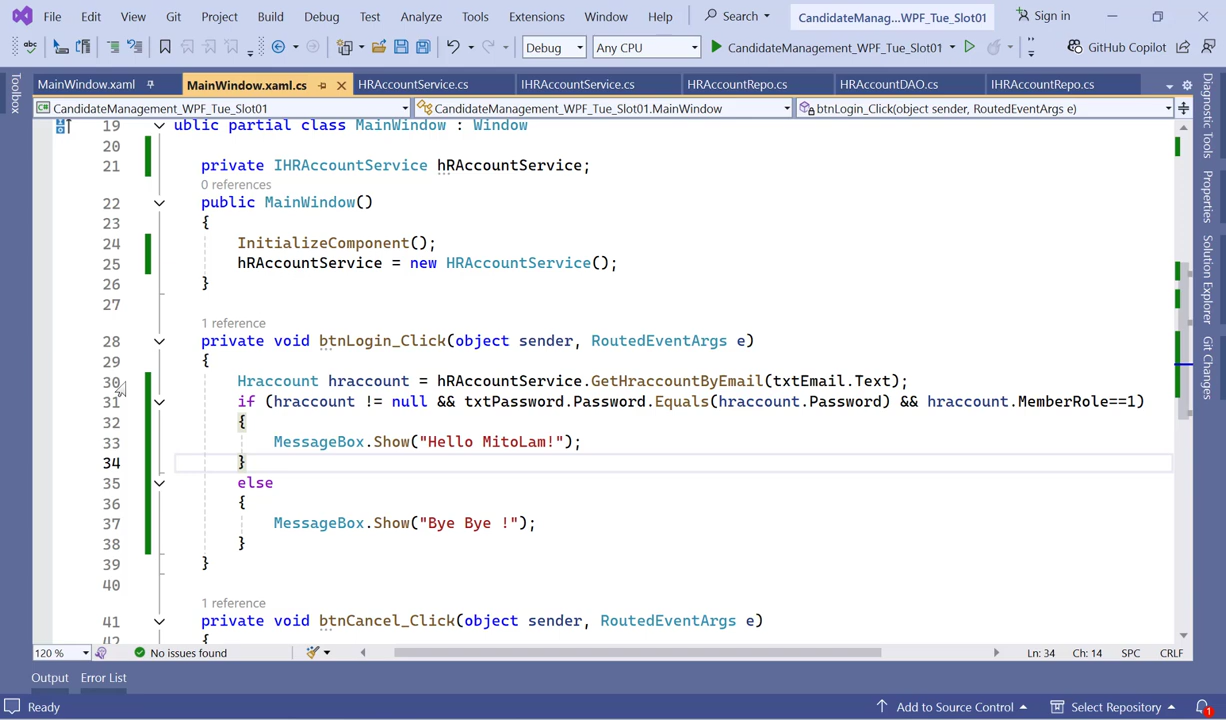 File Edit View Git Project Build Debug Test Analyze Tools Extensions Window Help Search CandidateManag...WPF_Tue_Slot01 Sign in
Debug Any CPU CandidateManagement_WPF_Tue_Slot01 GitHub Copilot
MainWindow.xaml MainWindow.xaml.cs HRAccountService.cs IHRAccountService.cs HRAccountRepo.cs HRAccountDAO.cs IHRAccountRepo.cs
CandidateManagement_WPF_Tue_Slot01 CandidateManagement_WPF_Tue_Slot01.MainWindow btnLogin_Click(object sender, RoutedEventArgs e)
Toolbox
19 ublic partial class MainWindow : Window
20
21 private IHRAccountService hRAccountService;
0 references
22 public MainWindow()
23 {
24 InitializeComponent();
25 hRAccountService = new HRAccountService();
26 }
27
1 reference
28 private void btnLogin_Click(object sender, RoutedEventArgs e)
29 {
30 Hraccount hraccount = hRAccountService.GetHraccountByEmail(txtEmail.Text);
31 if (hraccount != null && txtPassword.Password.Equals(hraccount.Password) && hraccount.MemberRole==1)
32 {
33 MessageBox.Show("Hello MitoLam!");
34 }
35 else
36 {
37 MessageBox.Show("Bye Bye !");
38 }
39 }
40
1 reference
41 private void btnCancel_Click(object sender, RoutedEventArgs e)
42 {
Diagnostic Tools
Properties
Solution Explorer
Git Changes
120 % No issues found Ln: 34 Ch: 14 SPC CRLF
Output Error List
Ready Add to Source Control Select Repository 1